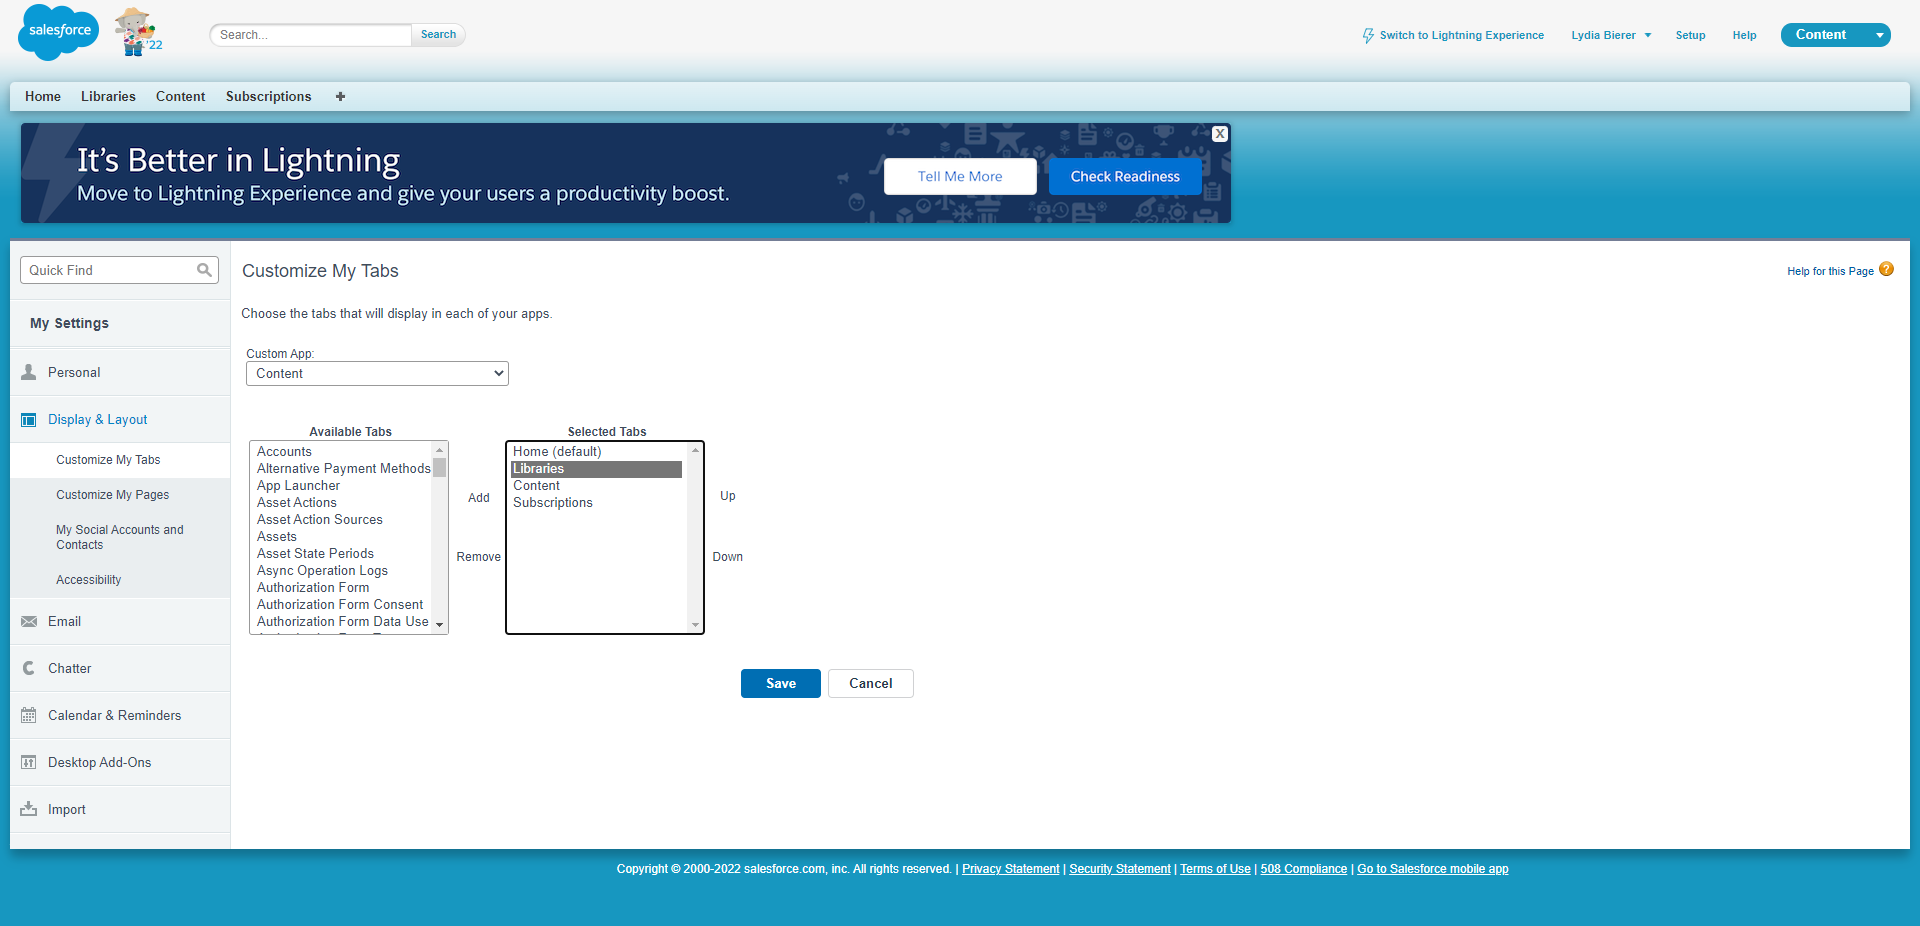 salesforce
'22
Search...
Search
Switch to Lightning Experience
Lydia Bierer
Setup
Help
Content
Home
Libraries
Content
Subscriptions
+
It's Better in Lightning
Move to Lightning Experience and give your users a productivity boost.
Tell Me More
Check Readiness
X
Quick Find
My Settings
Personal
Display & Layout
Customize My Tabs
Customize My Pages
My Social Accounts and
Contacts
Accessibility
Email
Chatter
Calendar & Reminders
Desktop Add-Ons
Import
Customize My Tabs
Help for this Page ?
Choose the tabs that will display in each of your apps.
Custom App:
Content
Available Tabs
Accounts
Alternative Payment Methods
App Launcher
Asset Actions
Asset Action Sources
Assets
Asset State Periods
Async Operation Logs
Authorization Form
Authorization Form Consent
Authorization Form Data Use
Add
Remove
Selected Tabs
Home (default)
Libraries
Content
Subscriptions
Up
Down
Save
Cancel
Copyright © 2000-2022 salesforce.com, inc. All rights reserved. | Privacy Statement | Security Statement | Terms of Use | 508 Compliance | Go to Salesforce mobile app